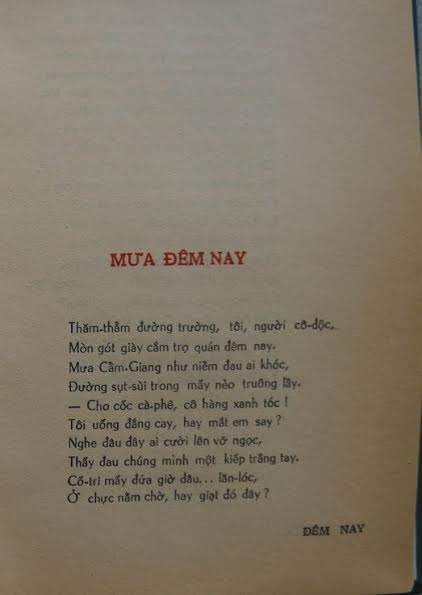 MƯA ĐÊM NAY
Thăm-thẳm đường trường, tôi, người cô-độc,
Mòn gót giày cắm trọ quán đêm nay.
Mưa Cẩm-Giang như niềm đau ai khóc,
Đường sụt-sùi trong mấy nẻo truông lầy.
— Cho cốc cà-phê, cô hàng xanh tóc !
Tôi uống đắng cay, hay mắt em say ?
Nghe đâu đây ai cười lên vỡ ngọc,
Thấy đau chúng mình một kiếp trắng tay.
Cố-tri mấy đứa giờ đâu... lăn-lóc,
Ở chực nằm chờ, hay giạt đó đây ?
ĐÊM NAY